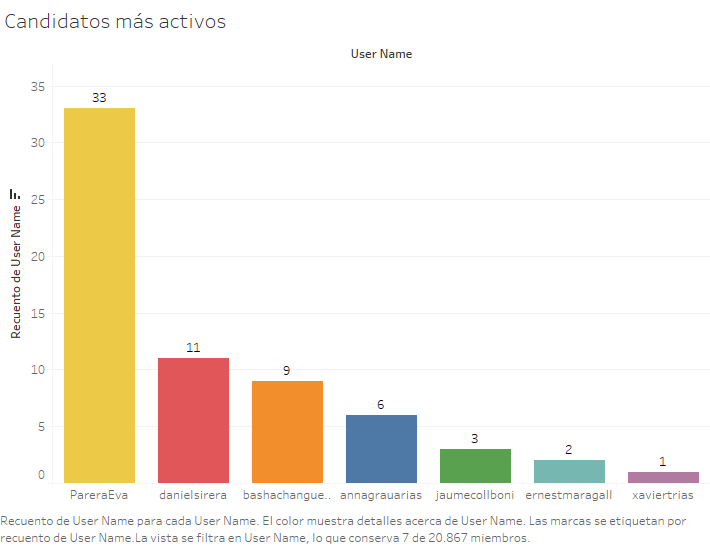 Candidatos más activos
User Name
Recuento de User Name
35
30
25
20
15
10
5
0
33
11
9
6
3
2
1
PareraEva danielsirera bashachangue.. annagrauarias jaumecollboni ernestmaragall xaviertrias
Recuento de User Name para cada User Name. El color muestra detalles acerca de User Name. Las marcas se etiquetan por
recuento de User Name.La vista se filtra en User Name, lo que conserva 7 de 20.867 miembros.